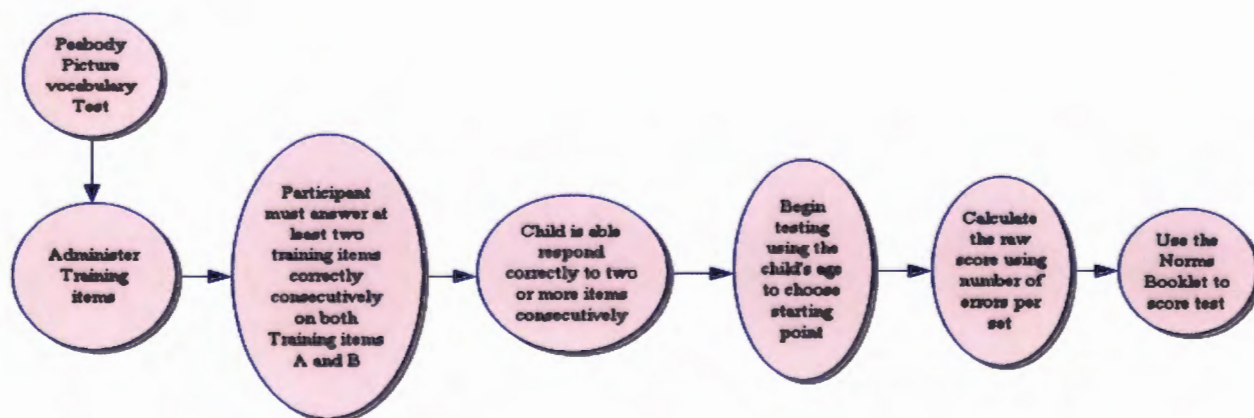 Peabody
Picture
vocabulary
Test
Administer
Training
items
Participant
must answer at
least two
training items
correctly
consecutively
on both
Training items
A and B
Child is able
respond
correctly to two
or more items
consecutively
Begin
testing
using the
child's age
to choose
starting
point
Calculate
the raw
score using
number of
errors per
set
Use the
Norms
Booklet to
score test